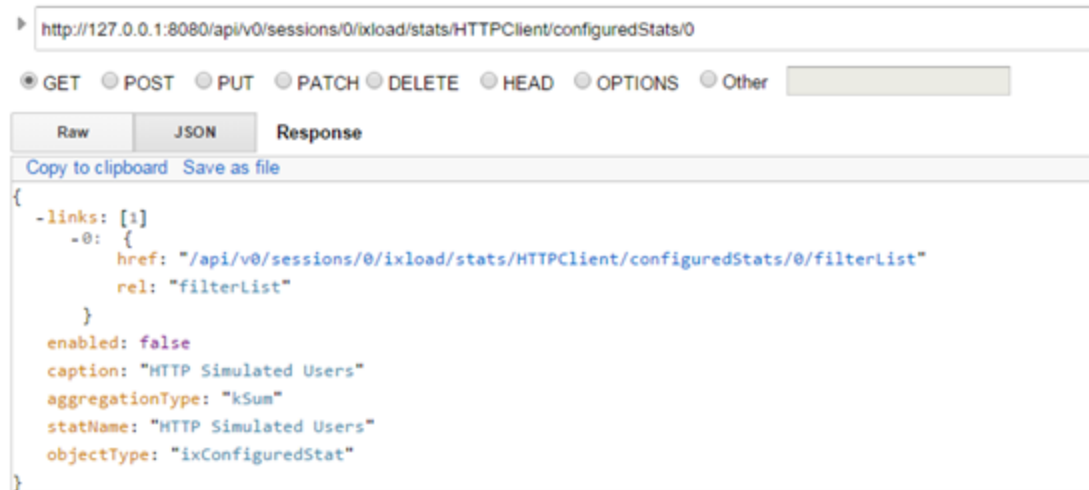 http://127.0.0.1:8080/api/v0/sessions/0/ixload/stats/HTTPClient/configuredStats/0
GET POST PUT PATCH DELETE HEAD OPTIONS Other
Raw JSON Response
Copy to clipboard Save as file
{
-links: [1]
-0: {
href: "/api/v0/sessions/0/ixload/stats/HTTPClient/configuredStats/0/filterList"
rel: "filterList"
}
enabled: false
caption: "HTTP Simulated Users"
aggregationType: "kSum"
statName: "HTTP Simulated Users"
objectType: "ixConfiguredStat"
}